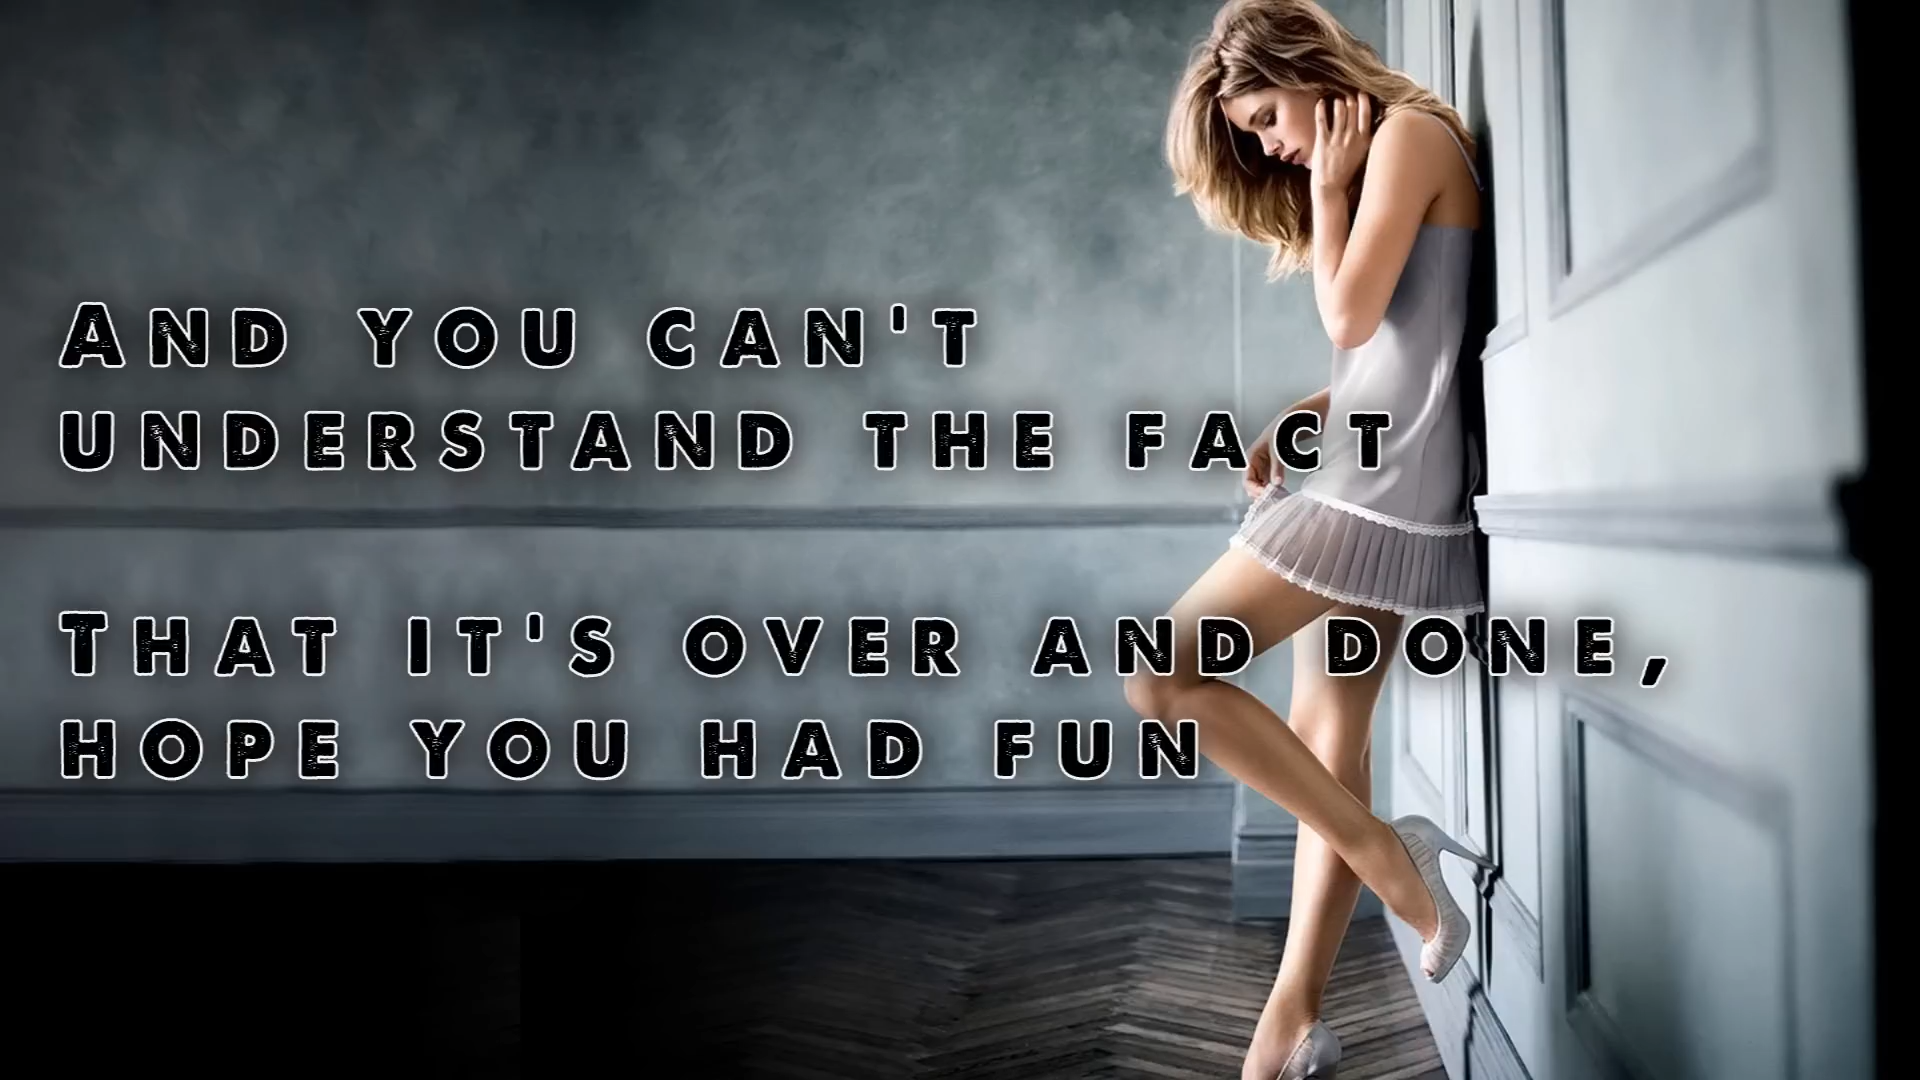 And you can't
understand the fact
That it's over and done,
hope you had fun